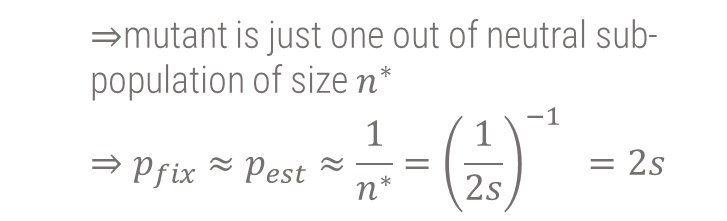 ⇒mutant is just one out of neutral sub-
population of size n*
⇒ p_fix ≈ p_est ≈ 1/n* = (1/2s)^−1 = 2s